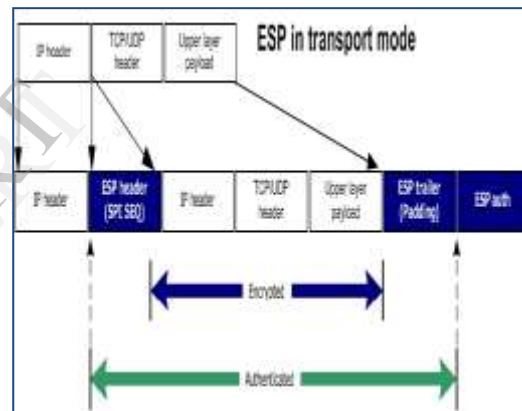 ESP in transport mode
IP header
TCP/UDP
header
Upper layer
payload
IP header
ESP header
(SPI, SEQ)
IP header
TCP/UDP
header
Upper layer
payload
ESP trailer
(Padding)
ESP auth
Encrypted
Authenticated